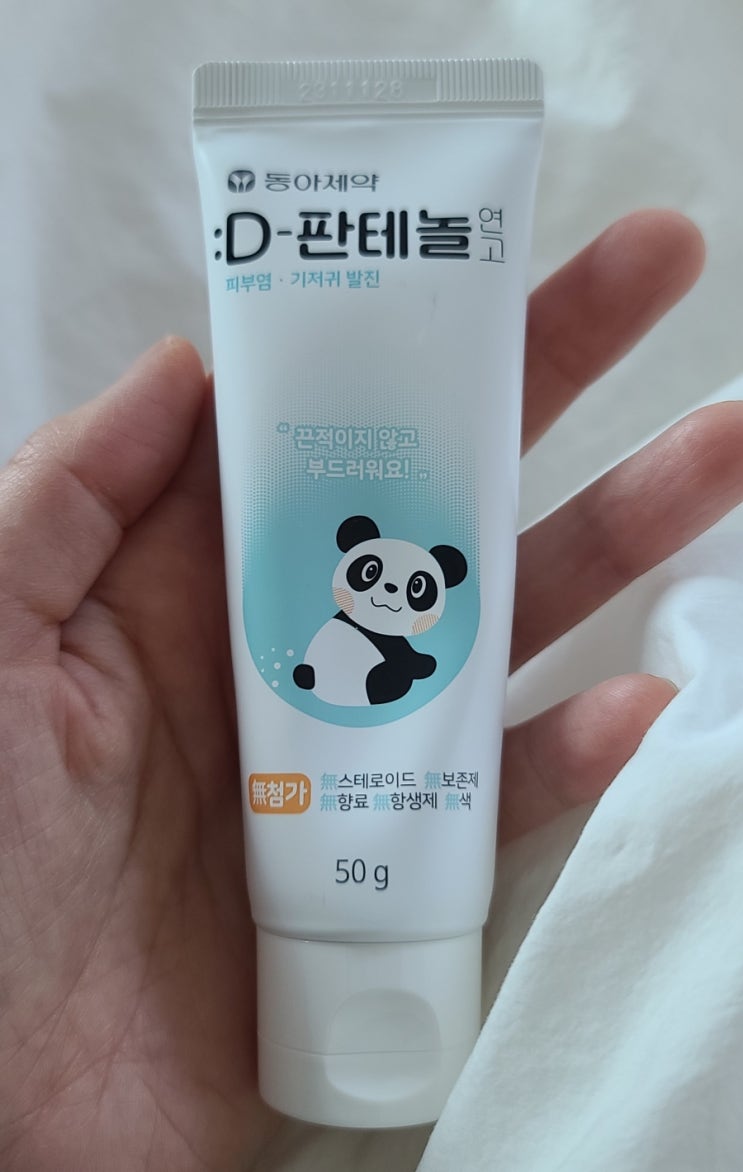 2311128
동아제약
:D-판테놀 연고
피부염 · 기저귀 발진
“ 끈적이지 않고
부드러워요! „
無첨가
無스테로이드 無보존제
無향료 無항생제 無색
50 g